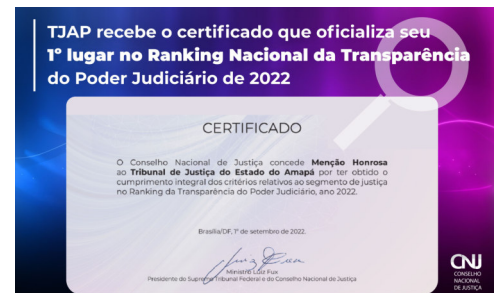 TJAP recebe o certificado que oficializa seu
1º lugar no Ranking Nacional da Transparência
do Poder Judiciário de 2022
CERTIFICADO
O Conselho Nacional de Justiça concede Menção Honrosa
ao Tribunal de Justiça do Estado do Amapá por ter obtido o
cumprimento integral dos critérios relativos ao segmento de justiça
no Ranking da Transparência do Poder Judiciário, ano 2022.
Brasília/DF, 1º de setembro de 2022.
Ministro Luiz Fux
Presidente do Supremo Tribunal Federal e do Conselho Nacional de Justiça
CNJ
CONSELHO
NACIONAL
DE JUSTIÇA